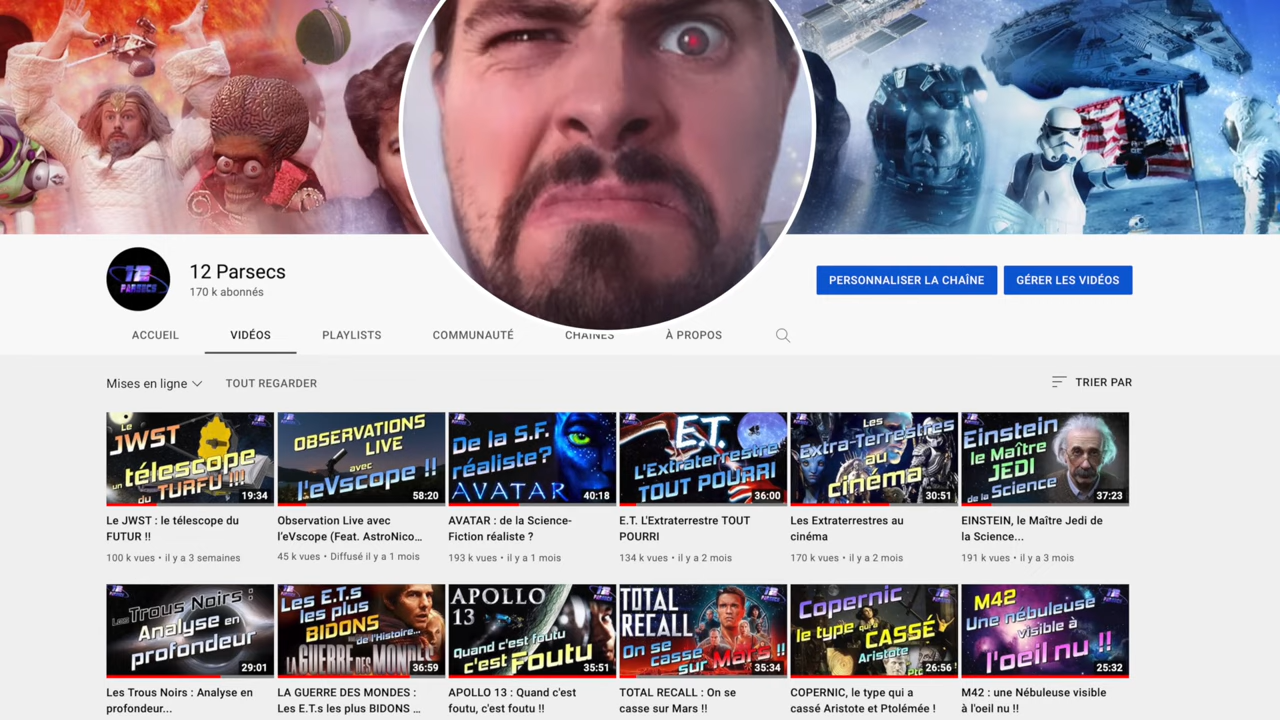 12 Parsecs
170 k abonnés
PERSONNALISER LA CHAÎNE
GÉRER LES VIDÉOS
ACCUEIL
VIDÉOS
PLAYLISTS
COMMUNAUTÉ
CHAÎNES
À PROPOS
Mises en ligne
TOUT REGARDER
TRIER PAR
Le
JWST
un télescope
du TURFU !!!
19:34
OBSERVATIONS
LIVE
avec
l'eVscope !!
58:20
De la S.F.
réaliste?
AVATAR
40:18
E.T.
L'Extraterrestre
TOUT POURRI
36:00
Les
Extra-Terrestres
au
cinéma
30:51
Einstein
le Maître
JEDI
de la Science
37:23
Le JWST : le télescope du
FUTUR !!
100 k vues • il y a 3 semaines
Observation Live avec
l'eVscope (Feat. AstroNico...
45 k vues • Diffusé il y a 1 mois
AVATAR : de la Science-
Fiction réaliste ?
193 k vues • il y a 1 mois
E.T. L'Extraterrestre TOUT
POURRI
134 k vues • il y a 2 mois
Les Extraterrestres au
cinéma
170 k vues • il y a 2 mois
EINSTEIN, le Maître Jedi de
la Science...
191 k vues • il y a 3 mois
Les Trous Noirs :
Analyse en
profondeur
29:01
Les E.T.s
les plus
BIDONS
de l'Histoire...
LA GUERRE DES MONDES
36:59
APOLLO
13
Quand c'est foutu
c'est Foutu
35:51
TOTAL
RECALL
On se
casse
sur Mars !!
35:34
Copernic
le type qui a CASSÉ
Aristote
26:56
M42
Une nébuleuse
visible à
l'oeil nu !!
25:32
Les Trous Noirs : Analyse en
profondeur...
LA GUERRE DES MONDES :
Les E.T.s les plus BIDONS ...
APOLLO 13 : Quand c'est
foutu, c'est foutu !!
TOTAL RECALL : On se
casse sur Mars !!
COPERNIC, le type qui a
cassé Aristote et Ptolémée !
M42 : une Nébuleuse visible
à l'oeil nu !!